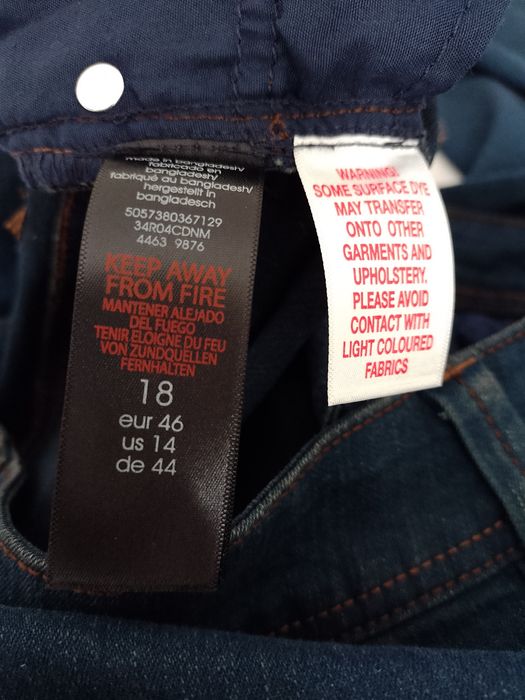 made in bangladesh/
fabricado en
bangladesh/
fabriqué au bangladesh/
hergestellt in
bangladesch
5057380367129
34R04CDNM
4463 9876
KEEP AWAY
FROM FIRE
MANTENER ALEJADO
DEL FUEGO
TENIR ELOIGNE DU FEU
VON ZUNDQUELLEN
FERNHALTEN
18
eur 46
us 14
de 44
WARNING!
SOME SURFACE DYE
MAY TRANSFER
ONTO OTHER
GARMENTS AND
UPHOLSTERY.
PLEASE AVOID
CONTACT WITH
LIGHT COLOURED
FABRICS